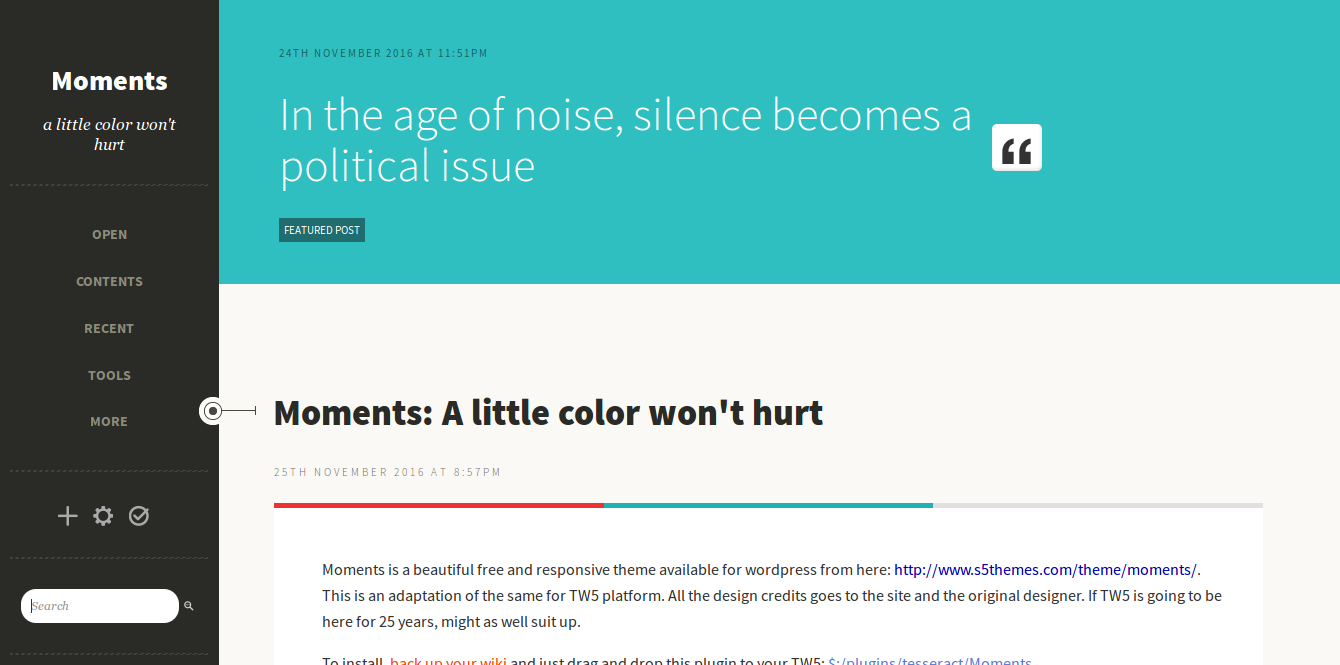 Moments
a little color won't
hurt
OPEN
CONTENTS
RECENT
TOOLS
MORE
Search
24TH NOVEMBER 2016 AT 11:51PM
In the age of noise, silence becomes a
political issue
FEATURED POST
Moments: A little color won't hurt
25TH NOVEMBER 2016 AT 8:57PM
Moments is a beautiful free and responsive theme available for wordpress from here: http://www.s5themes.com/theme/moments/.
This is an adaptation of the same for TW5 platform. All the design credits goes to the site and the original designer. If TW5 is going to be
here for 25 years, might as well suit up.
To install, back up your wiki and just drag and drop this plugin to your TW5: $:/plugins/tesseract/Moments